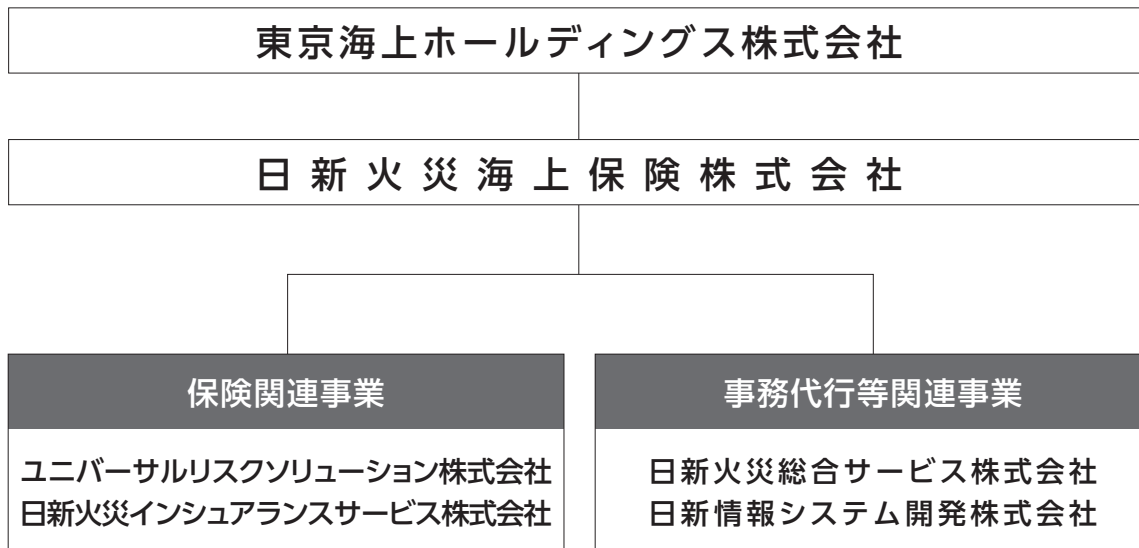 東京海上ホールディングス株式会社
日新火災海上保険株式会社
保険関連事業
ユニバーサルリスクソリューション株式会社
日新火災インシュアランスサービス株式会社
事務代行等関連事業
日新火災総合サービス株式会社
日新情報システム開発株式会社